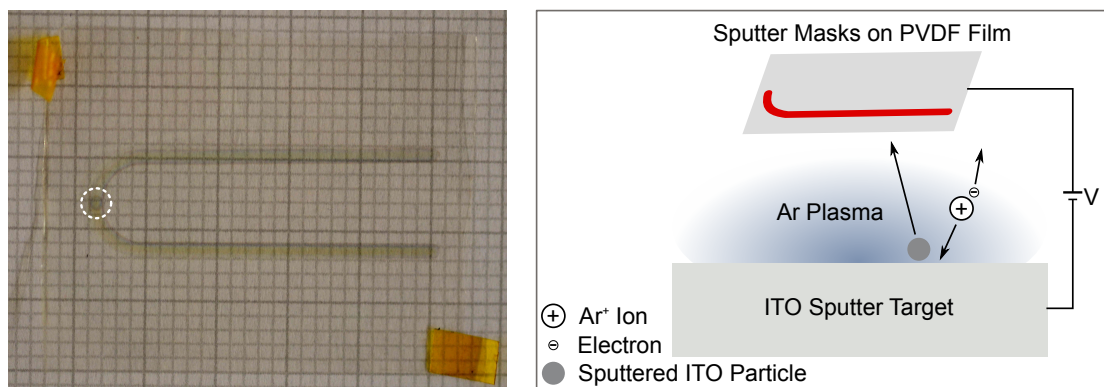 Sputter Masks on PVDF Film
Ar Plasma
V
ITO Sputter Target
Ar⁺ Ion
Electron
Sputtered ITO Particle